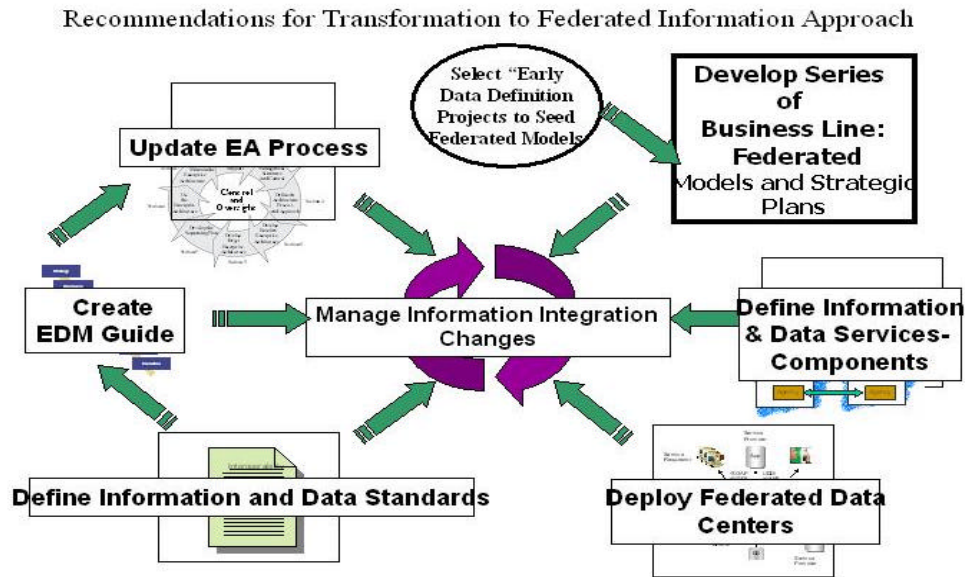 Recommendations for Transformation to Federated Information Approach
Select “Early
Data Definition
Projects to Seed
Federated Models
Develop Series
of
Business Line:
Federated
Models and Strategic
Plans
Update EA Process
Control
and
Oversight
Create
EDM Guide
Manage Information Integration
Changes
Define Information
& Data Services-
Components
Define Information and Data Standards
Deploy Federated Data
Centers